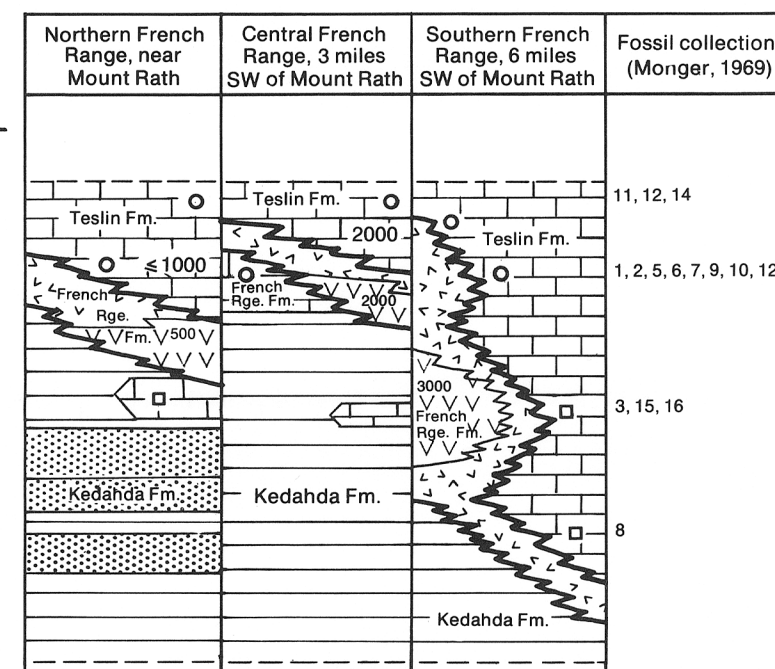 Northern French
Range, near
Mount Rath
Central French
Range, 3 miles
SW of Mount Rath
Southern French
Range, 6 miles
SW of Mount Rath
Fossil collection
(Monger, 1969)
Teslin Fm.
≤1000
French
Rge.
Fm.
500
Kedahda Fm.
Teslin Fm.
2000
French
Rge. Fm.
2000
Kedahda Fm.
Teslin Fm.
3000
French
Rge. Fm.
Kedahda Fm.
11, 12, 14
1, 2, 5, 6, 7, 9, 10, 12
3, 15, 16
8